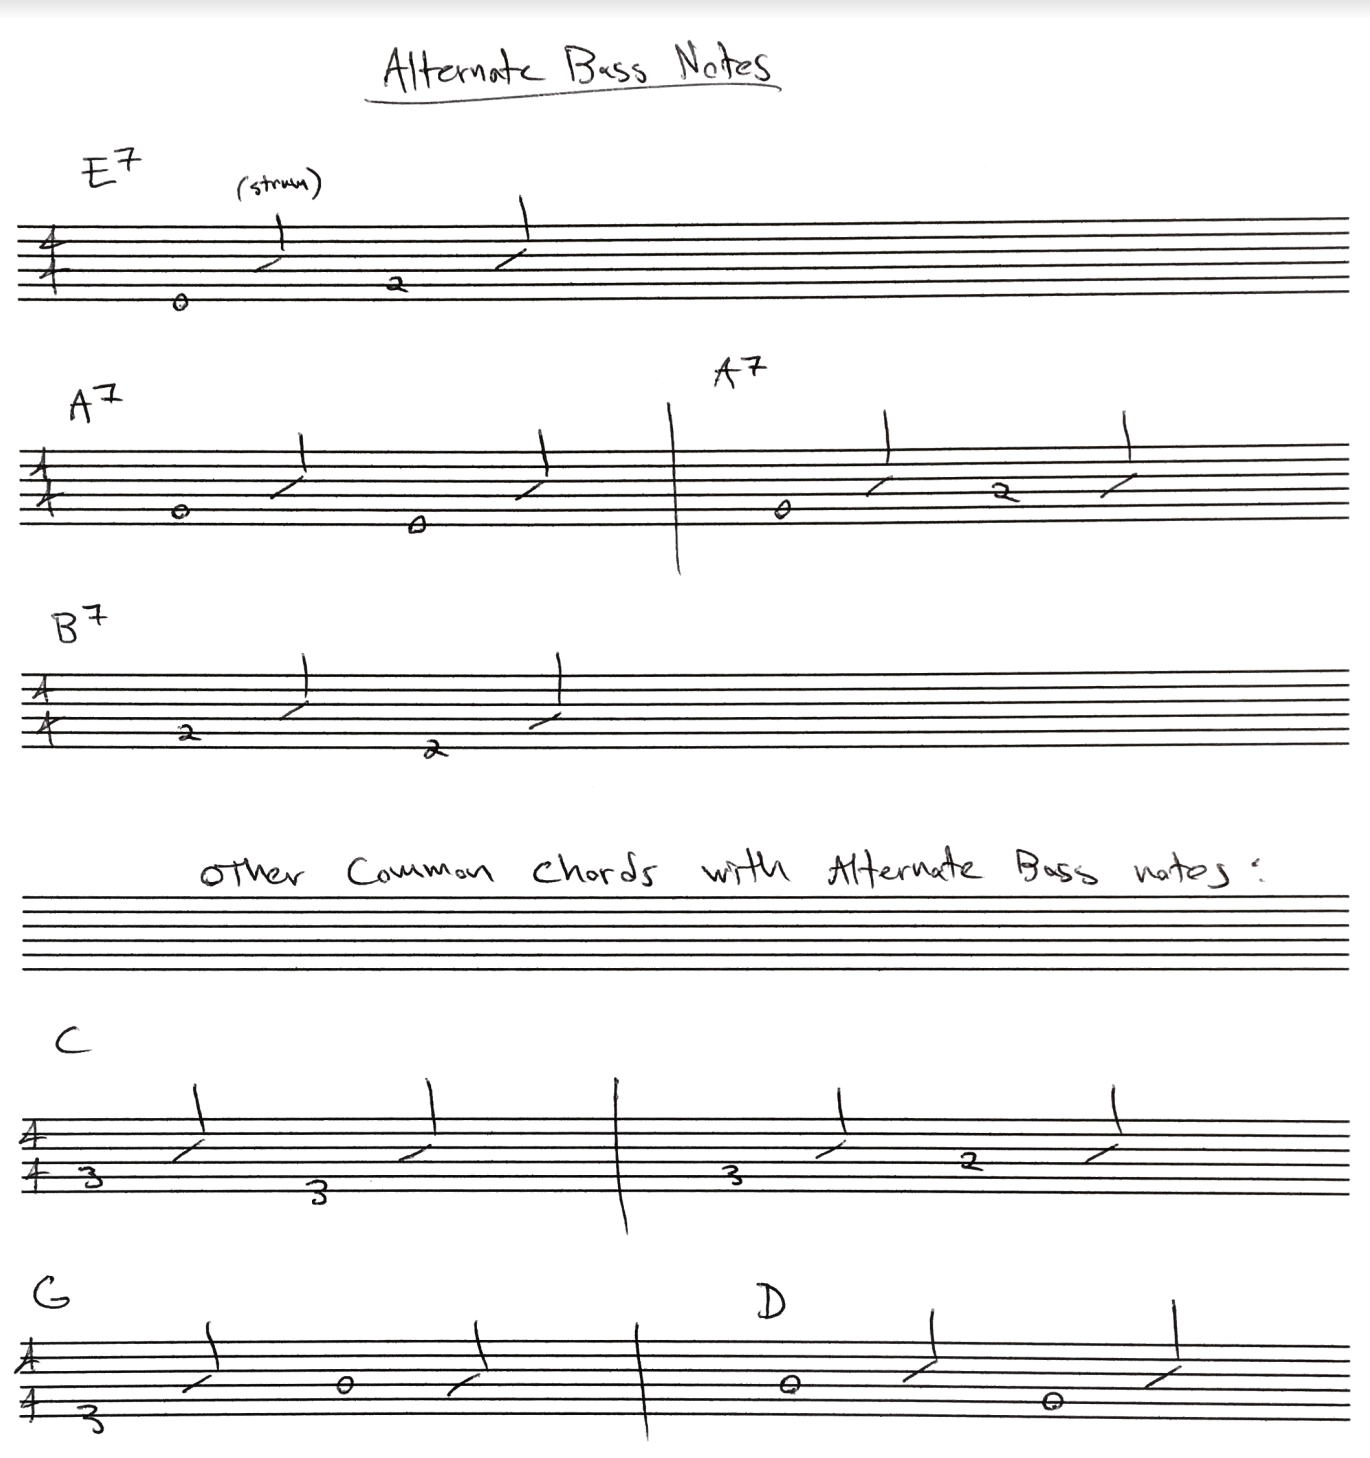 Alternate Bass Notes
E7
(strum)
4 4 0 2
A7 A7
4 4 0 0 0 2
B7
4 4 2 2
other Common chords with Alternate Bass notes:
C
4 4 3 3 3 2
G D
4 4 3 0 0 0